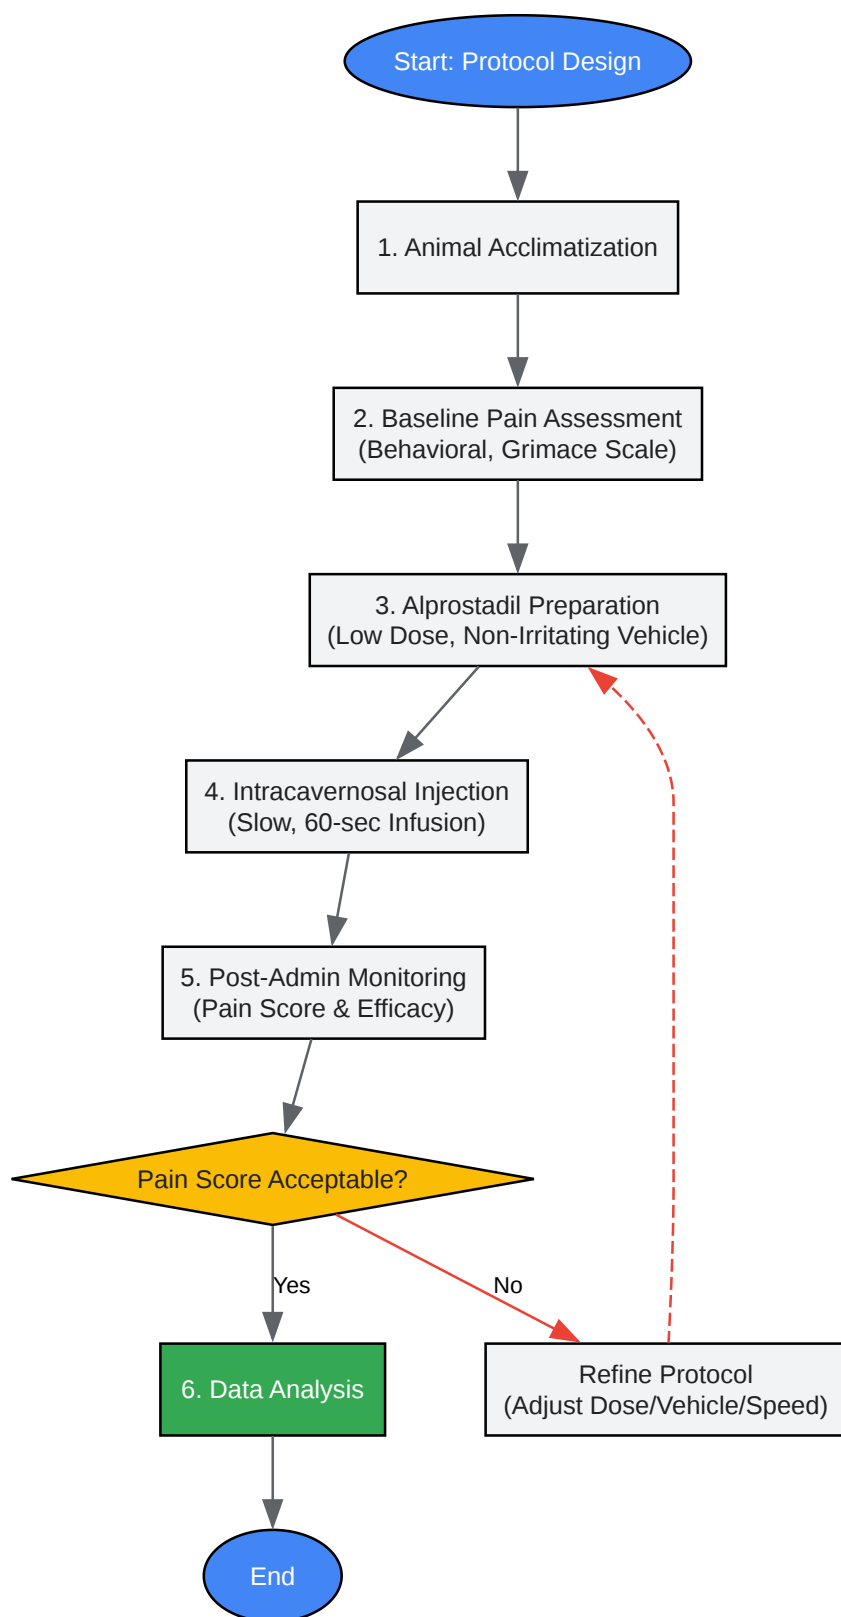 Start: Protocol Design
1. Animal Acclimatization
2. Baseline Pain Assessment
(Behavioral, Grimace Scale)
3. Alprostadil Preparation
(Low Dose, Non-Irritating Vehicle)
4. Intracavernosal Injection
(Slow, 60-sec Infusion)
5. Post-Admin Monitoring
(Pain Score & Efficacy)
Pain Score Acceptable?
Yes
No
6. Data Analysis
Refine Protocol
(Adjust Dose/Vehicle/Speed)
End